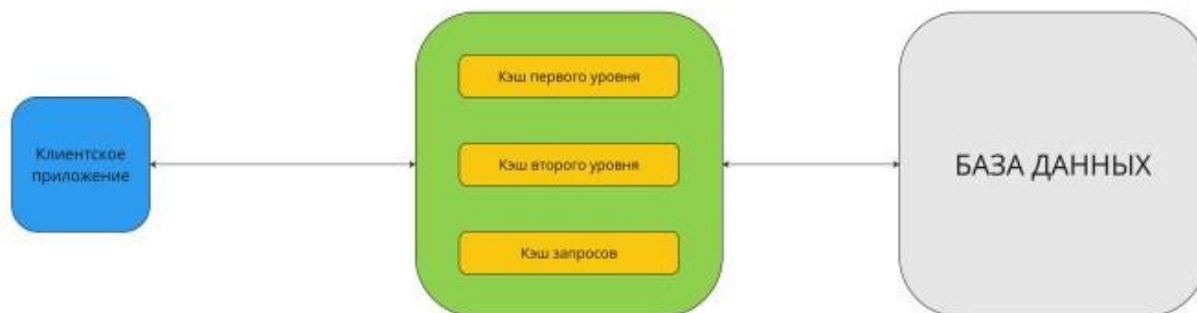 Клиентское
приложение
Кэш первого уровня
Кэш второго уровня
Кэш запросов
БАЗА ДАННЫХ